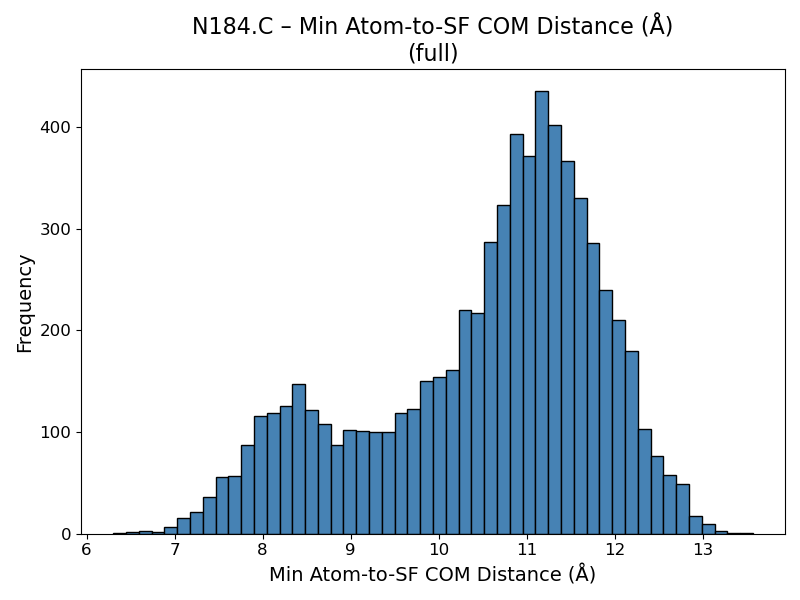 N184.C – Min Atom-to-SF COM Distance (Å)
(full)
Frequency
400
300
200
100
0
6 7 8 9 10 11 12 13
Min Atom-to-SF COM Distance (Å)